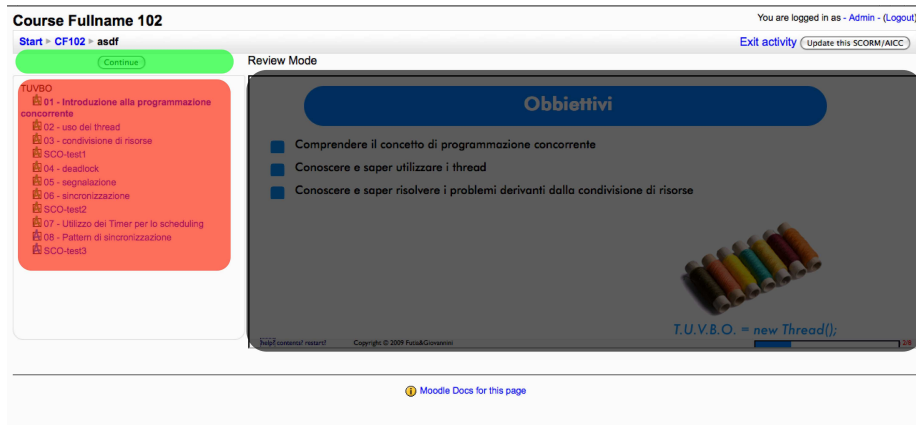 Course Fullname 102
You are logged in as - Admin - (Logout)
Start ► CF102 ► asdf
Exit activity Update this SCORM/AICC
Continue
Review Mode
TUVBO
01 - Introduzione alla programmazione
concorrente
02 - uso dei thread
03 - condivisione di risorse
SCO-test1
04 - deadlock
05 - segnalazione
06 - sincronizzazione
SCO-test2
07 - Utilizzo dei Timer per lo scheduling
08 - Pattern di sincronizzazione
SCO-test3
Obbiettivi
Comprendere il concetto di programmazione concorrente
Conoscere e saper utilizzare i thread
Conoscere e saper risolvere i problemi derivanti dalla condivisione di risorse
T.U.V.B.O. = new Thread();
help! contents! restart! Copyright © 2009 Fuccia&Giovannini 2/8
Moodle Docs for this page